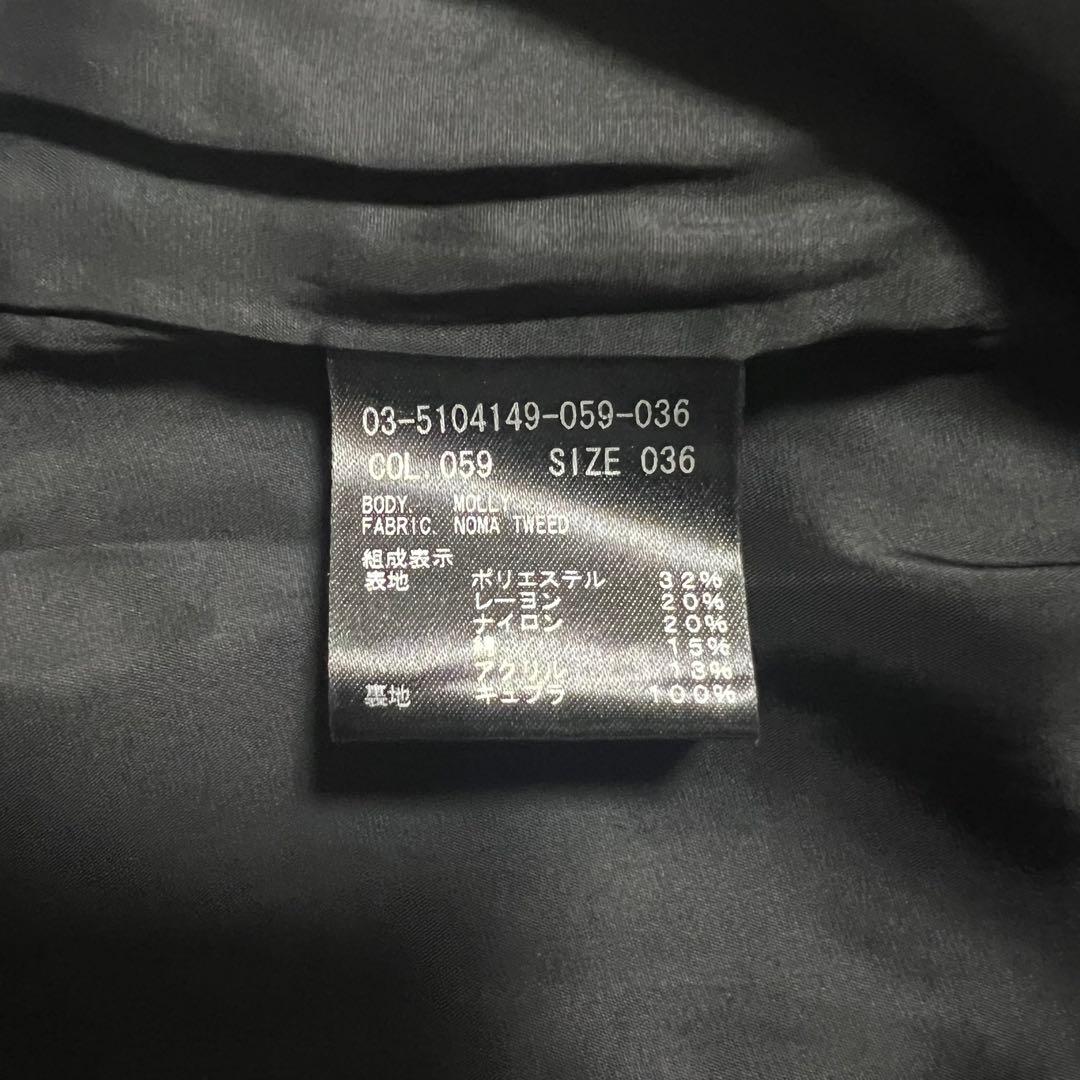 03-5104149-059-036
COL. 059 SIZE 036
BODY. MOLLY
FABRIC. NOMA TWEED
組成表示
表地 ポリエステル 32%
レーヨン 20%
ナイロン 20%
綿 15%
アクリル 13%
裏地 キュプラ 100%